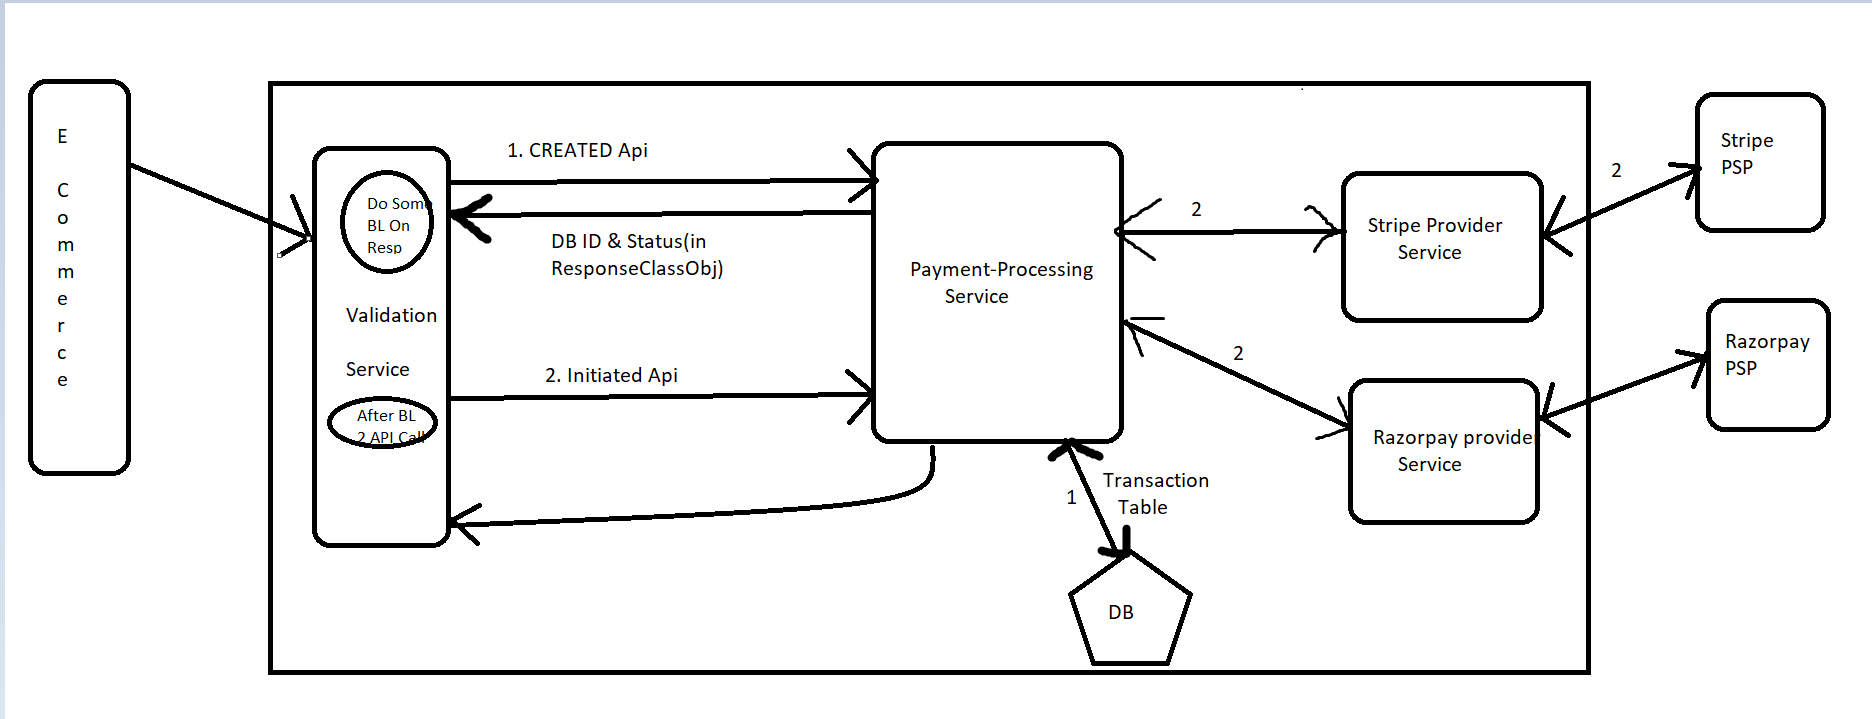 E
C
o
m
m
e
r
c
e
Do Some
BL On
Resp
Validation
Service
After BL
2 API Call
1. CREATED Api
DB ID & Status(in
ResponseClassObj)
2. Initiated Api
Payment-Processing
Service
1
Transaction
Table
DB
2
2
Stripe Provider
Service
Razorpay provider
Service
2
Stripe
PSP
Razorpay
PSP